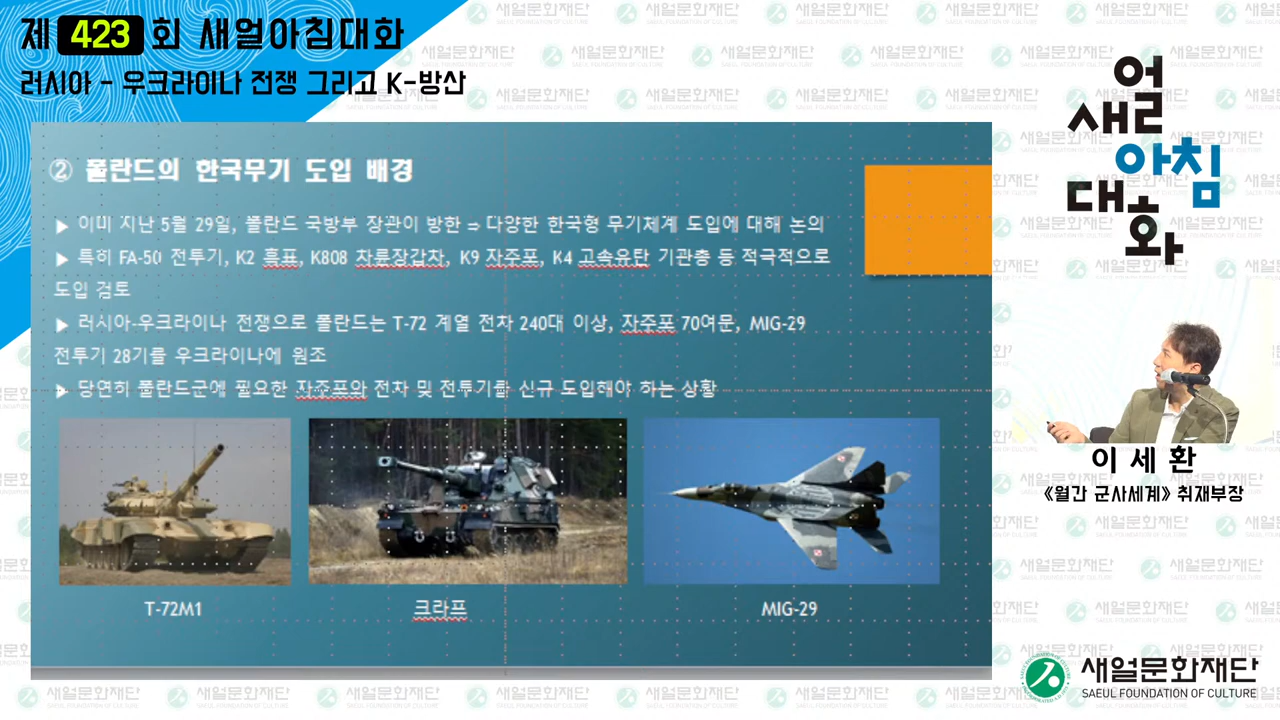 제 423 회 새얼아침대화
러시아 - 우크라이나 전쟁 그리고 K-방산
② 폴란드의 한국무기 도입 배경
▶ 이미 지난 5월 29일, 폴란드 국방부 장관이 방한 ⇒ 다양한 한국형 무기체계 도입에 대해 논의
▶ 특히 FA-50 전투기, K2 흑표, K808 차륜장갑차, K9 자주포, K4 고속유탄 기관총 등 적극적으로
도입 검토
▶ 러시아-우크라이나 전쟁으로 폴란드는 T-72 계열 전차 240대 이상, 자주포 70여문, MIG-29
전투기 28기를 우크라이나에 원조
▶ 당연히 폴란드군에 필요한 자주포와 전차 및 전투기를 신규 도입해야 하는 상황
T-72M1
크라프
MIG-29
얼
새
아침
대
화
이 세 환
《월간 군사세계》 취재부장
새얼문화재단
SAEUL FOUNDATION OF CULTURE